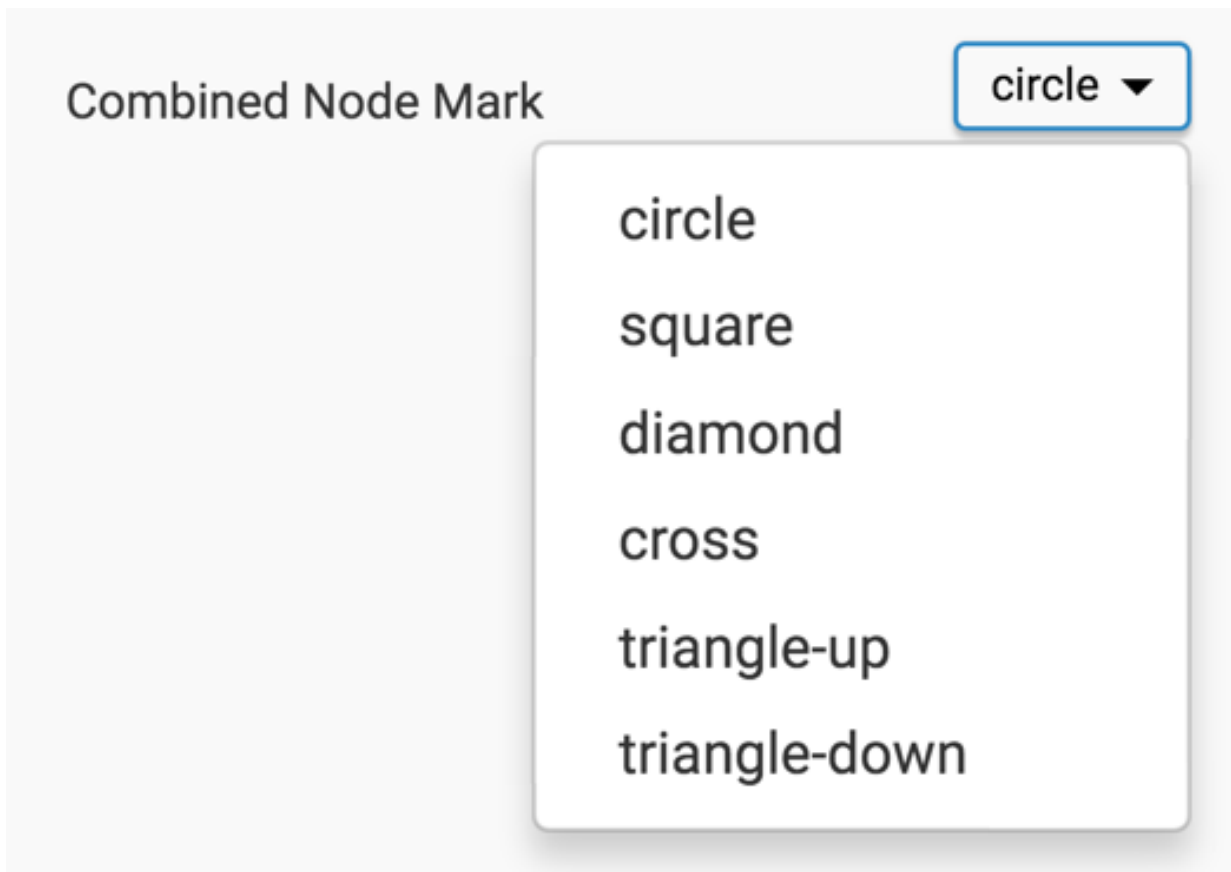 Combined Node Mark circle
circle
square
diamond
cross
triangle-up
triangle-down